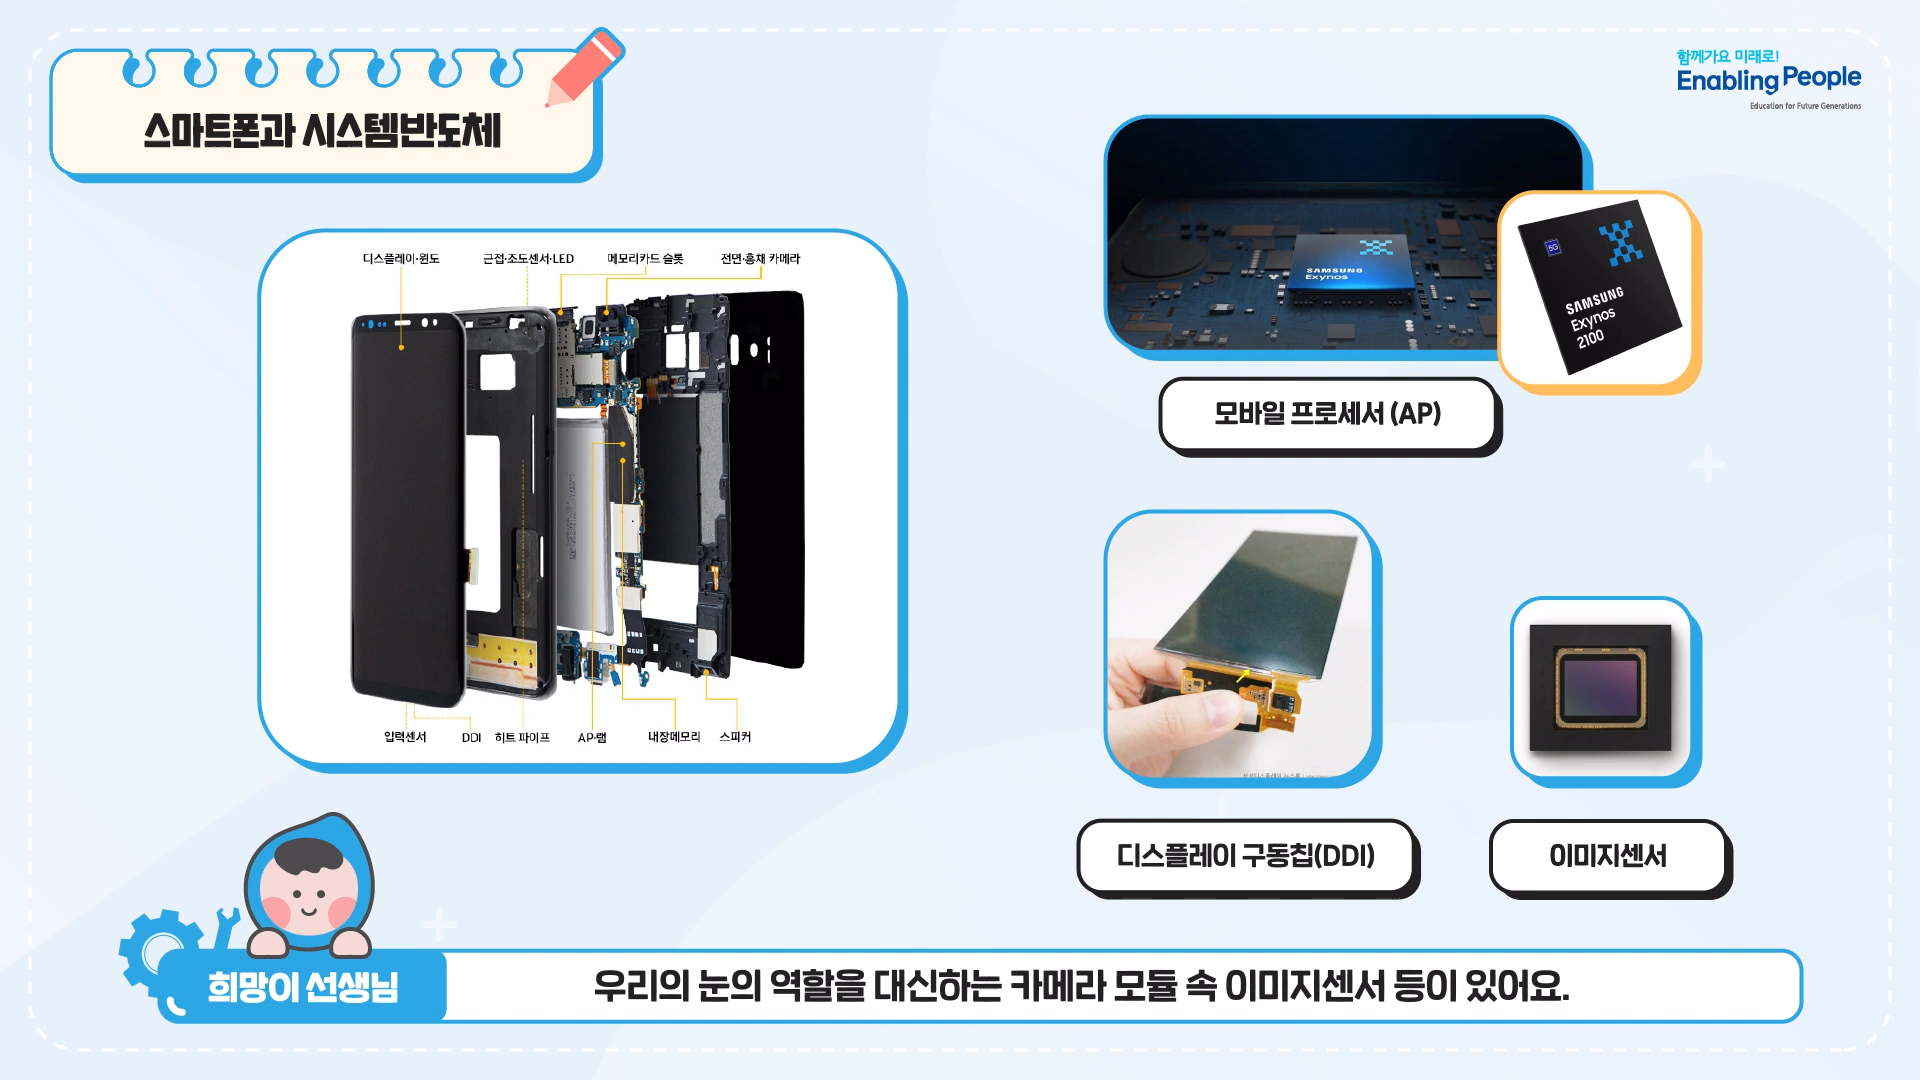 스마트폰과 시스템반도체
함께가요 미래로!
Enabling People
Education for Future Generations
디스플레이·윈도
근접·조도센서·LED
메모리카드 슬롯
전면·홍채 카메라
입력센서
DDI
히트 파이프
AP·램
내장메모리
스피커
SAMSUNG
Exynos
5G
SAMSUNG
Exynos
2100
모바일 프로세서 (AP)
디스플레이 구동칩(DDI)
이미지센서
희망이 선생님
우리의 눈의 역할을 대신하는 카메라 모듈 속 이미지센서 등이 있어요.